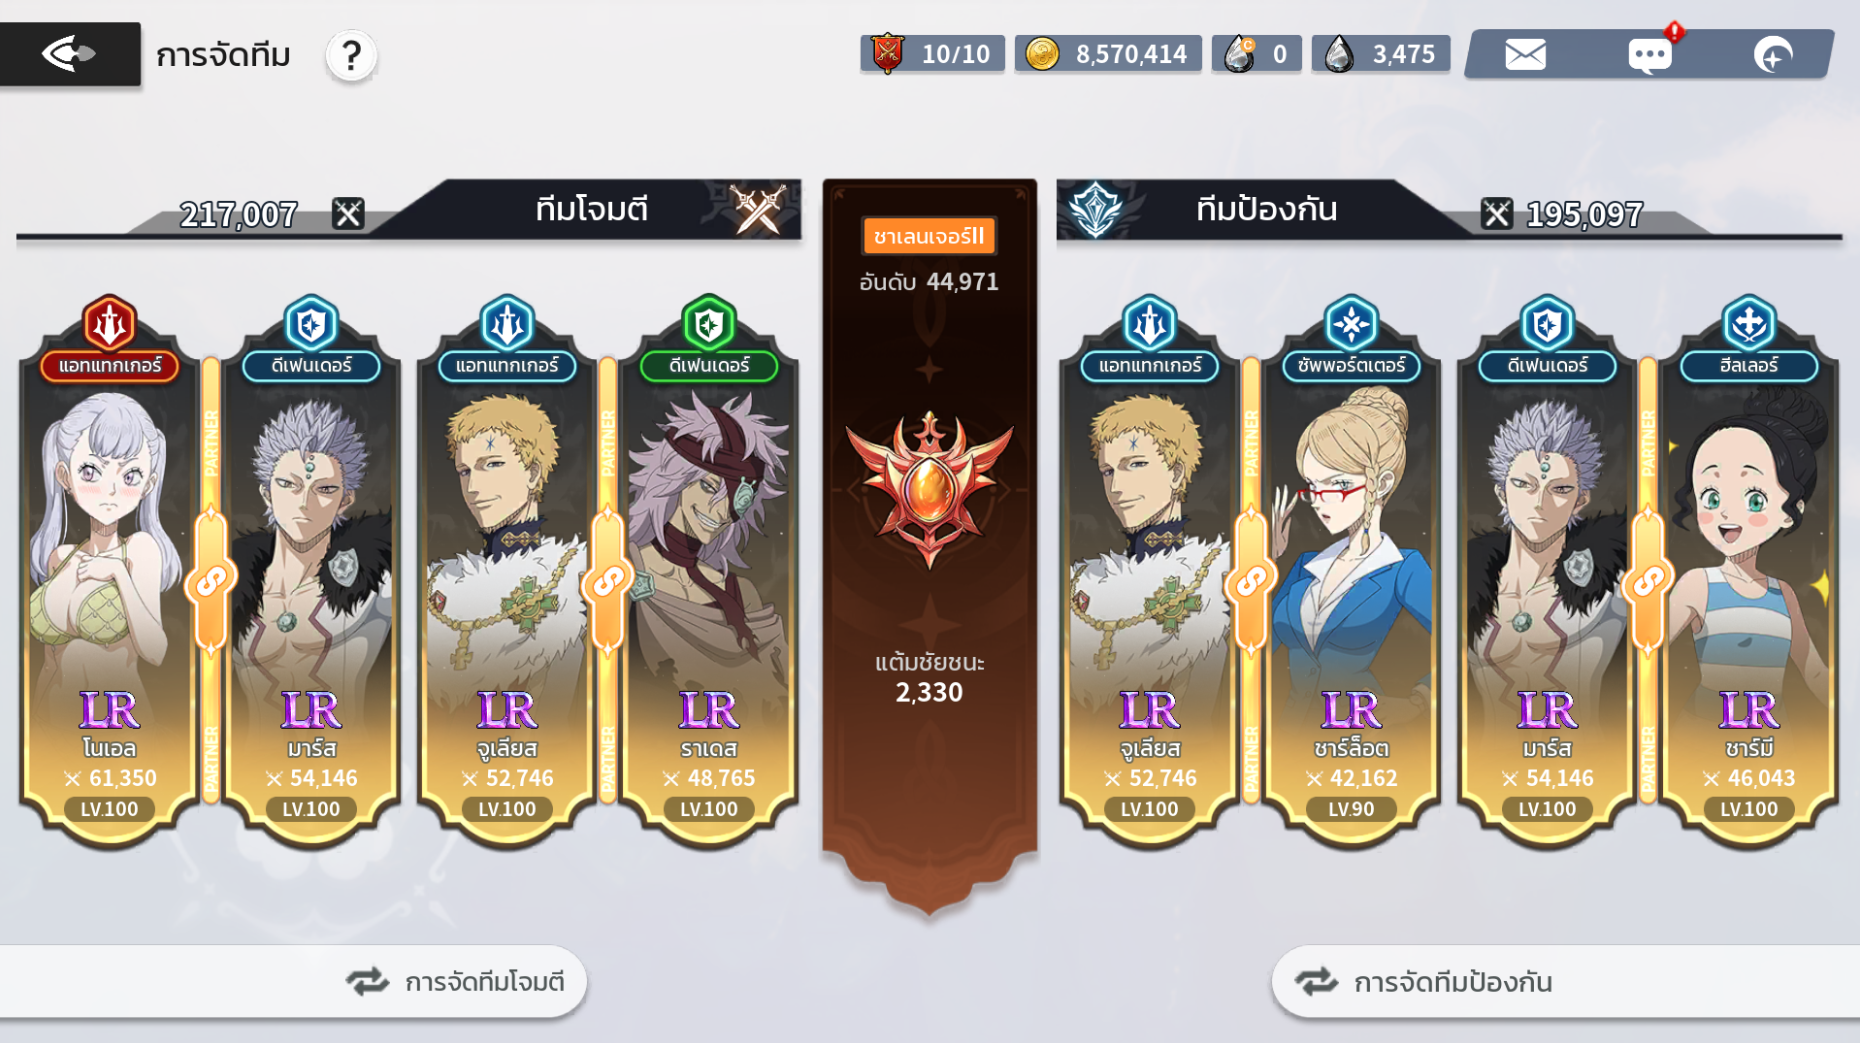 การจัดทีม
?
10/10
8,570,414
0
3,475
217,007
ทีมโจมตี
ชาเลนเจอร์II
อันดับ 44,971
แต้มชัยชนะ
2,330
ทีมป้องกัน
195,097
แอทแทกเกอร์
PARTNER
LR
โนเอล
61,350
LV.100
PARTNER
ดีเฟนเดอร์
LR
มาร์ส
54,146
LV.100
แอทแทกเกอร์
PARTNER
LR
จูเลียส
52,746
LV.100
PARTNER
ดีเฟนเดอร์
LR
ราเดส
48,765
LV.100
แอทแทกเกอร์
PARTNER
LR
จูเลียส
52,746
LV.100
PARTNER
ซัพพอร์ตเตอร์
LR
ชาร์ล็อต
42,162
LV.90
ดีเฟนเดอร์
PARTNER
LR
มาร์ส
54,146
LV.100
PARTNER
ฮีลเลอร์
LR
ชาร์มี
46,043
LV.100
การจัดทีมโจมตี
การจัดทีมป้องกัน